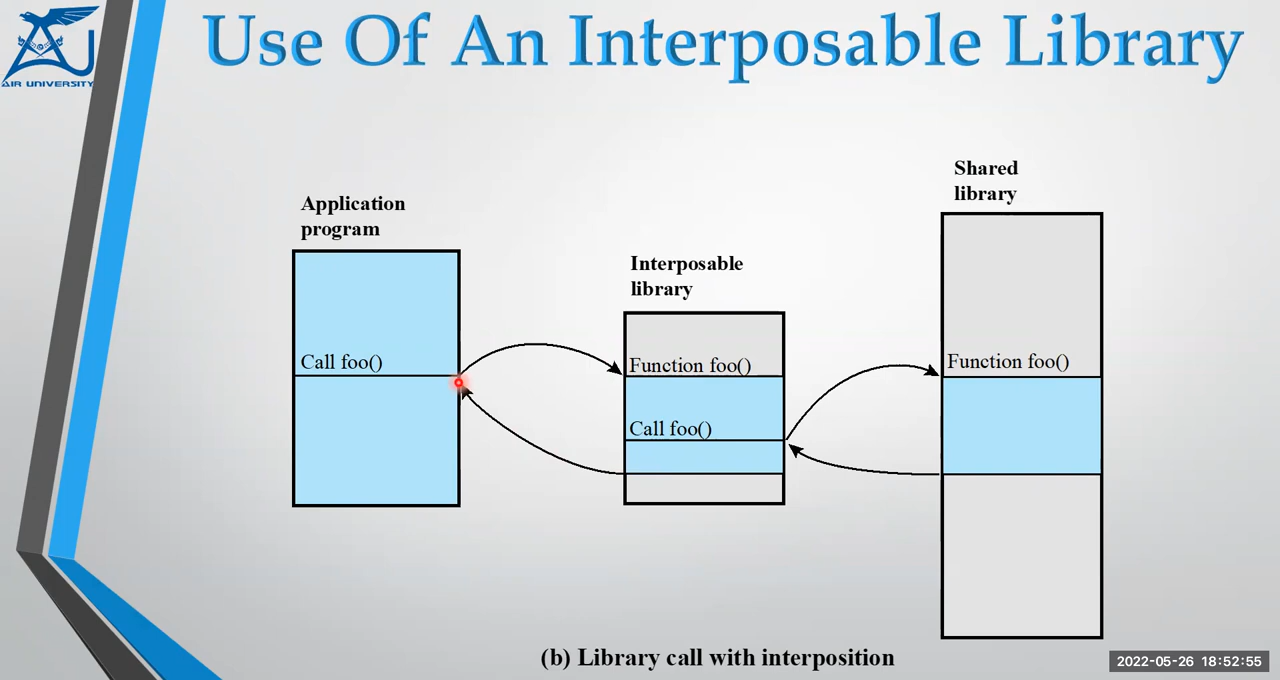 Use Of An Interposable Library
AIR UNIVERSITY
Application
program
Call foo()
Interposable
library
Function foo()
Call foo()
Shared
library
Function foo()
(b) Library call with interposition
2022-05-26 18:52:55